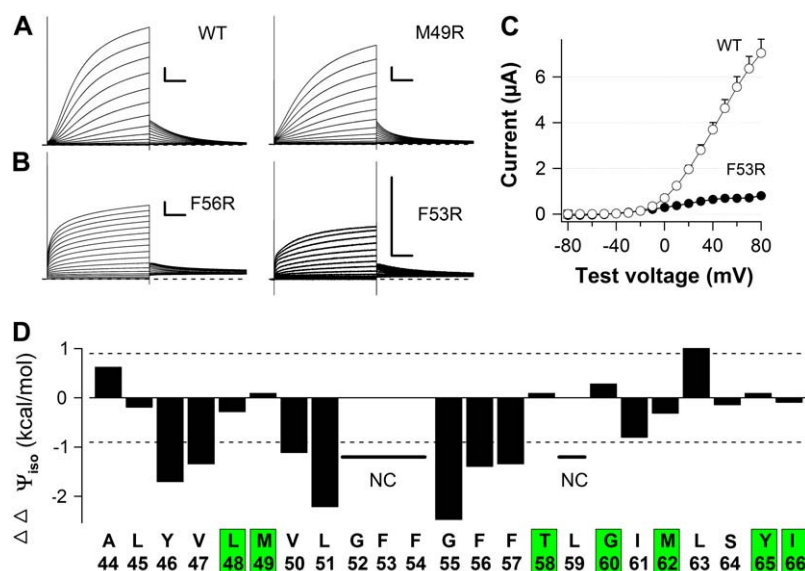 A
WT
M49R
B
F56R
F53R
C
Current (µA)
6
4
2
0
WT
F53R
-80
-40
0
40
80
Test voltage (mV)
D
Δ Δ Ψiso (kcal/mol)
1
0
-1
-2
NC
NC
A L Y V L M V L G F F G F F T L G I M L S Y I
44 45 46 47 48 49 50 51 52 53 54 55 56 57 58 59 60 61 62 63 64 65 66